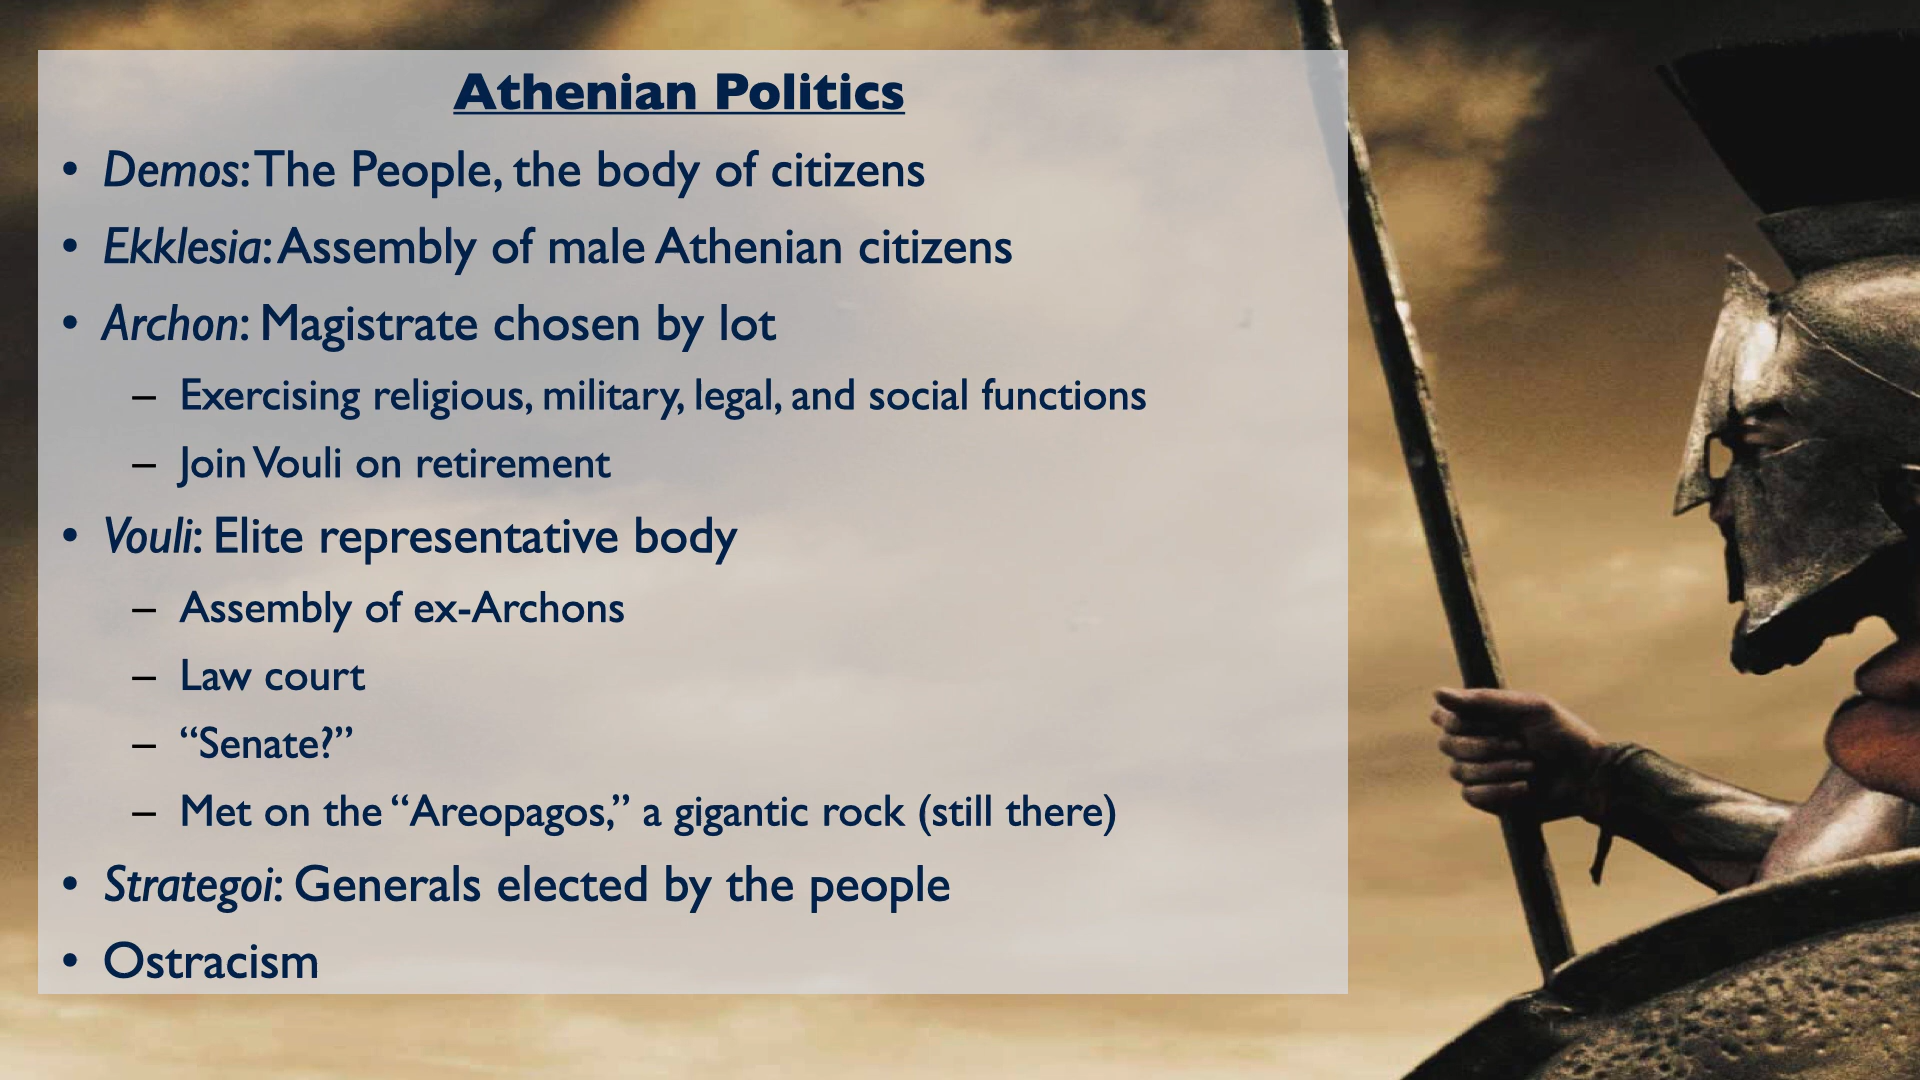 Athenian Politics
• Demos: The People, the body of citizens
• Ekklesia: Assembly of male Athenian citizens
• Archon: Magistrate chosen by lot
– Exercising religious, military, legal, and social functions
– Join Vouli on retirement
• Vouli: Elite representative body
– Assembly of ex-Archons
– Law court
– “Senate?”
– Met on the “Areopagos,” a gigantic rock (still there)
• Strategoi: Generals elected by the people
• Ostracism